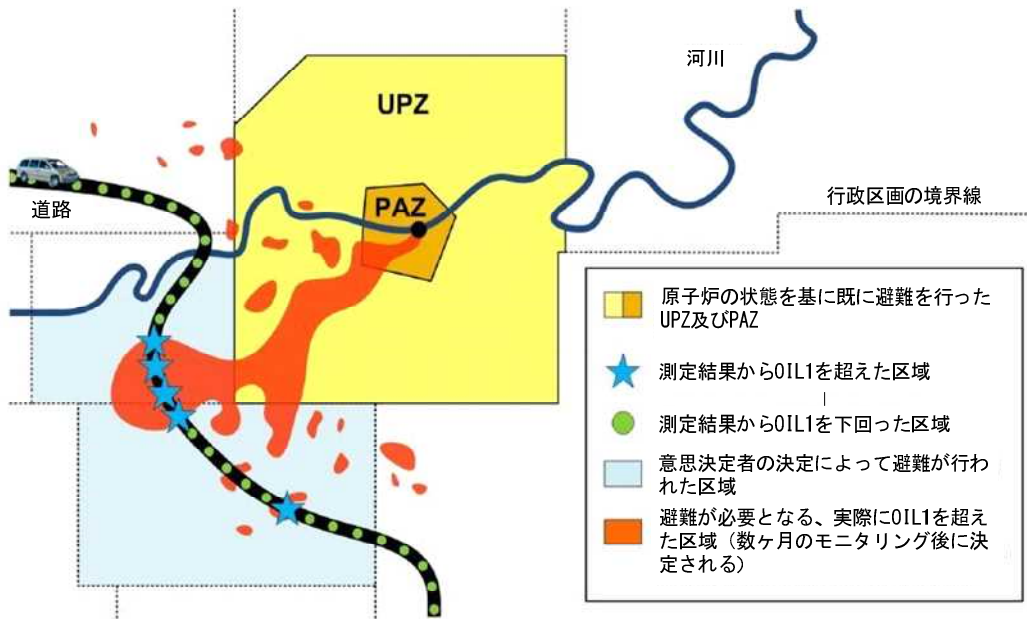 河川
UPZ
道路
PAZ
行政区画の境界線
原子炉の状態を基に既に避難を行った
UPZ及びPAZ
測定結果からOIL1を超えた区域
測定結果からOIL1を下回った区域
意思決定者の決定によって避難が行わ
れた区域
避難が必要となる、実際にOIL1を超え
た区域（数ヶ月のモニタリング後に決
定される）